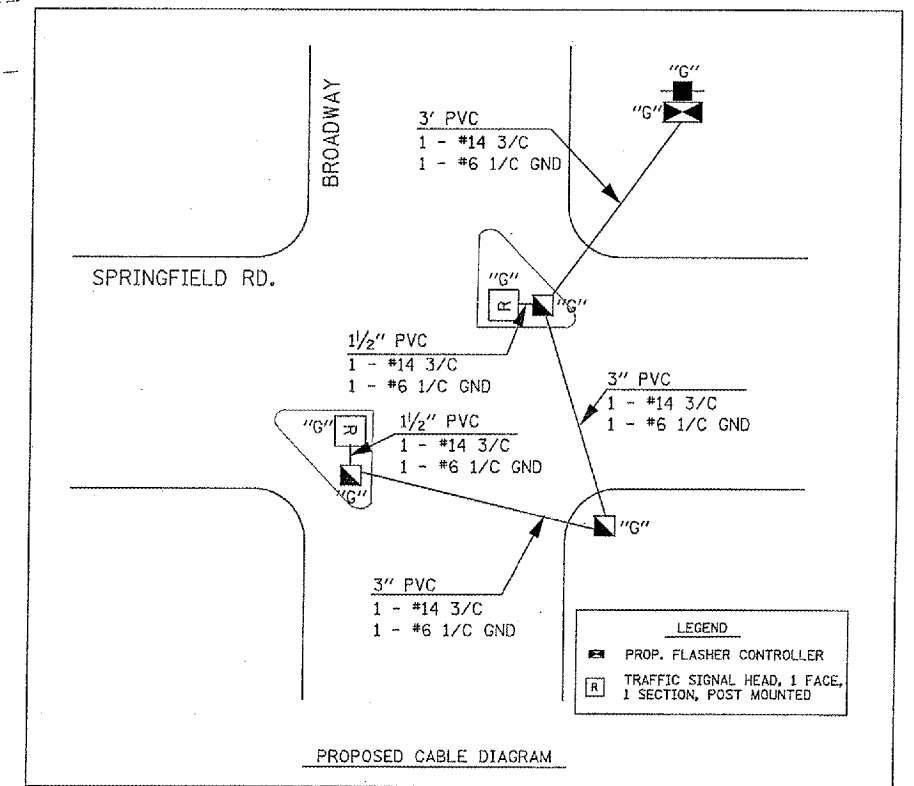 "G"
"G"
BROADWAY
3' PVC
1 - #14 3/C
1 - #6 1/C GND
SPRINGFIELD RD.
"G"
R
"G"
1½" PVC
1 - #14 3/C
1 - #6 1/C GND
3" PVC
1 - #14 3/C
1 - #6 1/C GND
"G"
R
1½" PVC
1 - #14 3/C
1 - #6 1/C GND
"G"
"G"
3" PVC
1 - #14 3/C
1 - #6 1/C GND
LEGEND
PROP. FLASHER CONTROLLER
R
TRAFFIC SIGNAL HEAD, 1 FACE,
1 SECTION, POST MOUNTED
PROPOSED CABLE DIAGRAM